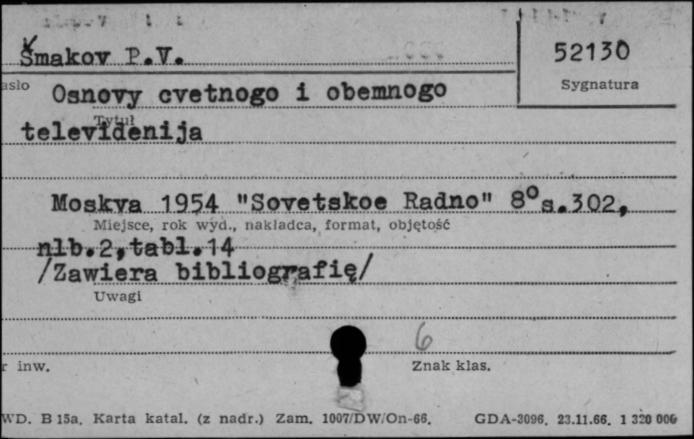 Šmakov P.V.
52130
asło
Sygnatura
Osnovy cvetnogo i obemnogo
Tytuł
televidenija
Moskva 1954 "Sovetskoe Radno" 8° s.302,
Miejsce, rok wyd., nakładca, format, objętość
nlb.2,tabl.14
/Zawiera bibliografię/
Uwagi
6
r inw.
Znak klas.
WD. B 15a. Karta katal. (z nadr.) Zam. 1007/DW/On-66. GDA-3096. 23.11.66. 1 320 000